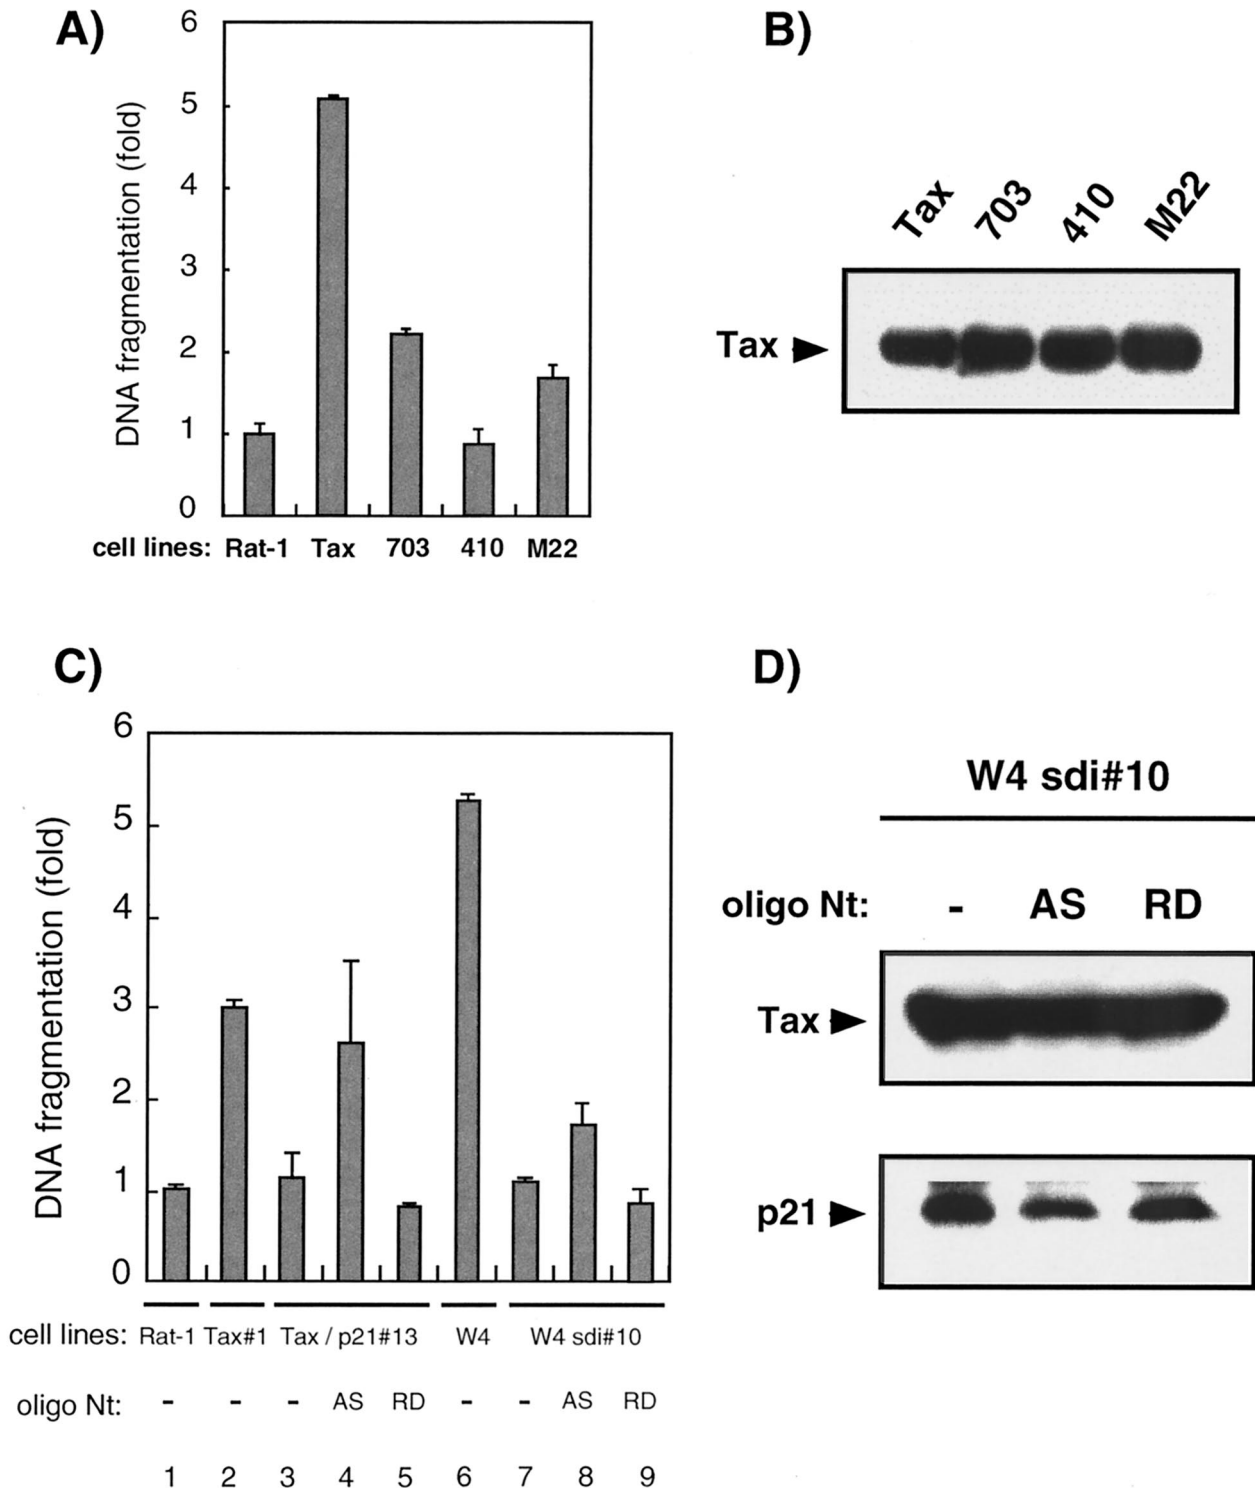 A)
6
5
4
3
2
1
0
DNA fragmentation (fold)
cell lines: Rat-1 Tax 703 410 M22
B)
Tax 703 410 M22
Tax
C)
6
5
4
3
2
1
0
DNA fragmentation (fold)
cell lines: Rat-1 Tax#1 Tax / p21#13 W4 W4 sdi#10
oligo Nt: - - - AS RD - - AS RD
1 2 3 4 5 6 7 8 9
D)
W4 sdi#10
oligo Nt: - AS RD
Tax
p21